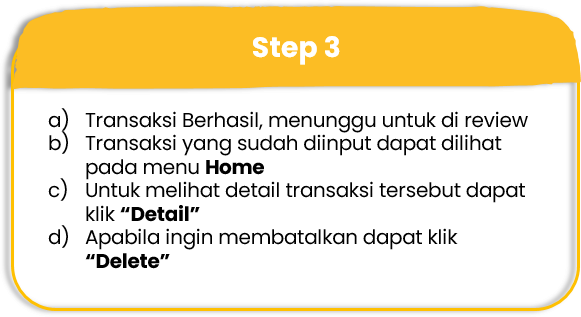 Step 3
a) Transaksi Berhasil, menunggu untuk di review
b) Transaksi yang sudah diinput dapat dilihat
pada menu Home
c) Untuk melihat detail transaksi tersebut dapat
klik “Detail”
d) Apabila ingin membatalkan dapat klik
“Delete”